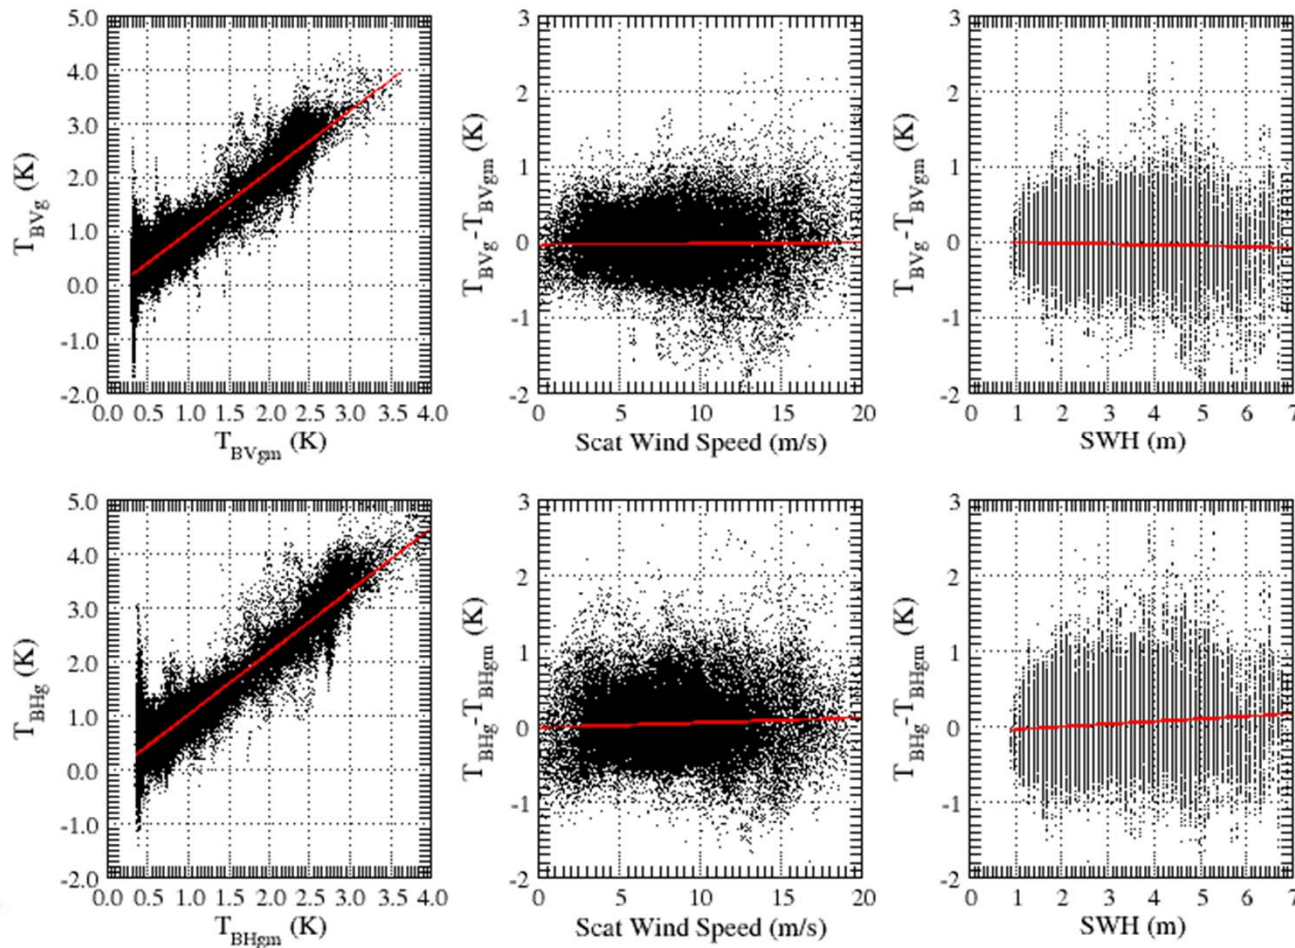 5.0
4.0
3.0
2.0
1.0
0.0
-1.0
2.0
T_BVg (K)
0.0 0.5 1.0 1.5 2.0 2.5 3.0 3.5 4.0
T_BVgm (K)
3
2
1
0
-1
-2
T_BVg-T_BVgm (K)
0 5 10 15 20
Scat Wind Speed (m/s)
3
2
1
0
-1
-2
T_BVg-T_BVgm (K)
1 2 3 4 5 6 7
SWH (m)
5.0
4.0
3.0
2.0
1.0
0.0
-1.0
-2.0
T_BHg (K)
0.0 0.5 1.0 1.5 2.0 2.5 3.0 3.5 4.0
T_BHgm (K)
3
2
1
0
-1
-2
T_BHg-T_BHgm (K)
0 5 10 15 20
Scat Wind Speed (m/s)
3
2
1
0
-1
-2
T_BHg-T_BHgm (K)
1 2 3 4 5 6 7
SWH (m)